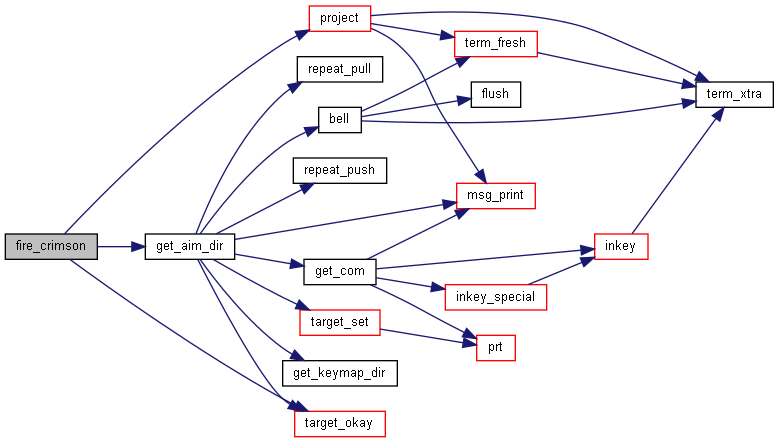 project
term_fresh
repeat_pull
flush
term_xtra
bell
repeat_push
msg_print
fire_crimson
get_aim_dir
inkey
get_com
inkey_special
target_set
prt
get_keymap_dir
target_okay